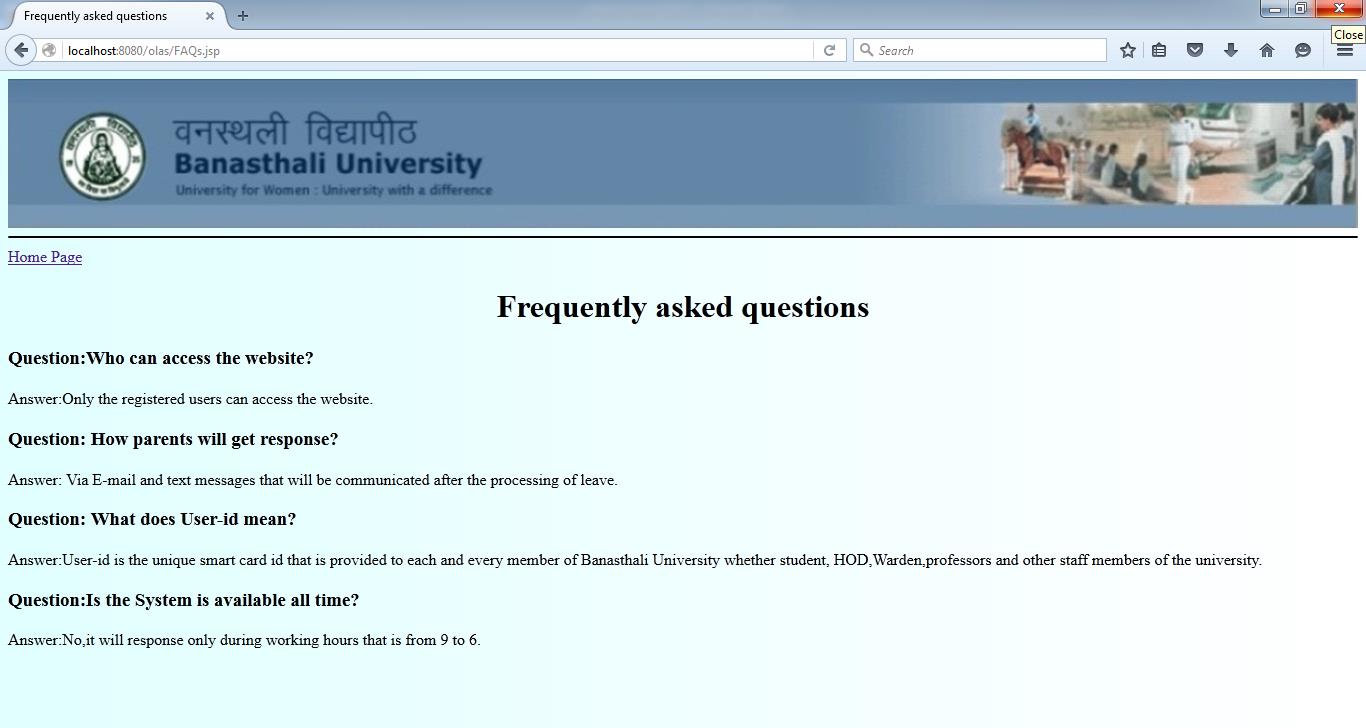 Frequently asked questions
Close
localhost:8080/olas/FAQs.jsp
Search
वनस्थली विद्यापीठ
Banasthali University
University for Women : University with a difference
Home Page
Frequently asked questions
Question:Who can access the website?
Answer:Only the registered users can access the website.
Question: How parents will get response?
Answer: Via E-mail and text messages that will be communicated after the processing of leave.
Question: What does User-id mean?
Answer:User-id is the unique smart card id that is provided to each and every member of Banasthali University whether student, HOD,Warden,professors and other staff members of the university.
Question:Is the System is available all time?
Answer:No,it will response only during working hours that is from 9 to 6.